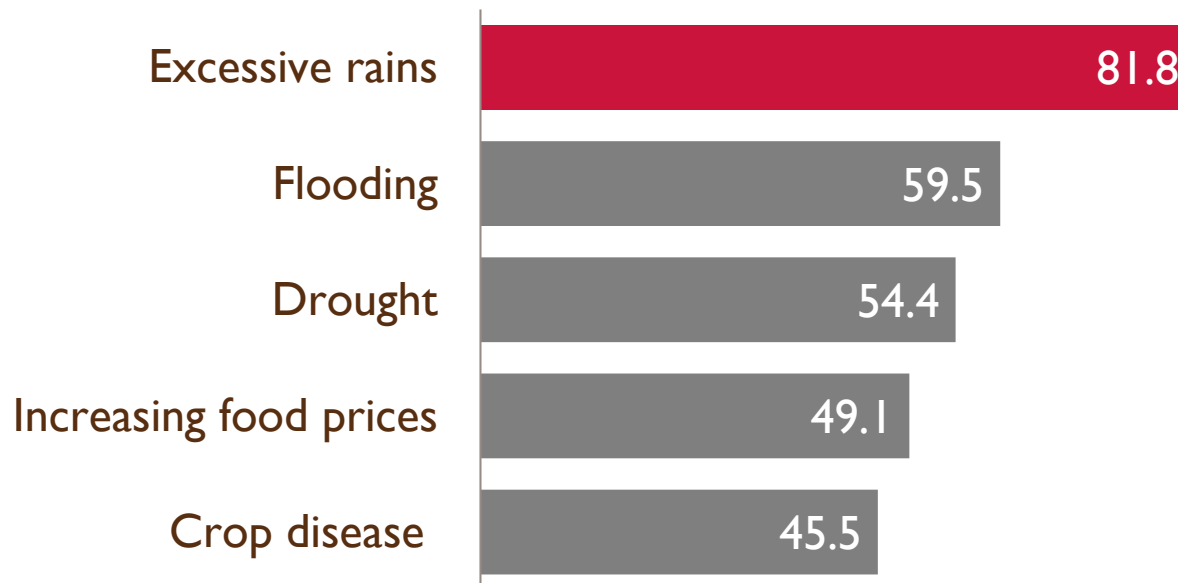 Excessive rains 81.8
Flooding 59.5
Drought 54.4
Increasing food prices 49.1
Crop disease 45.5